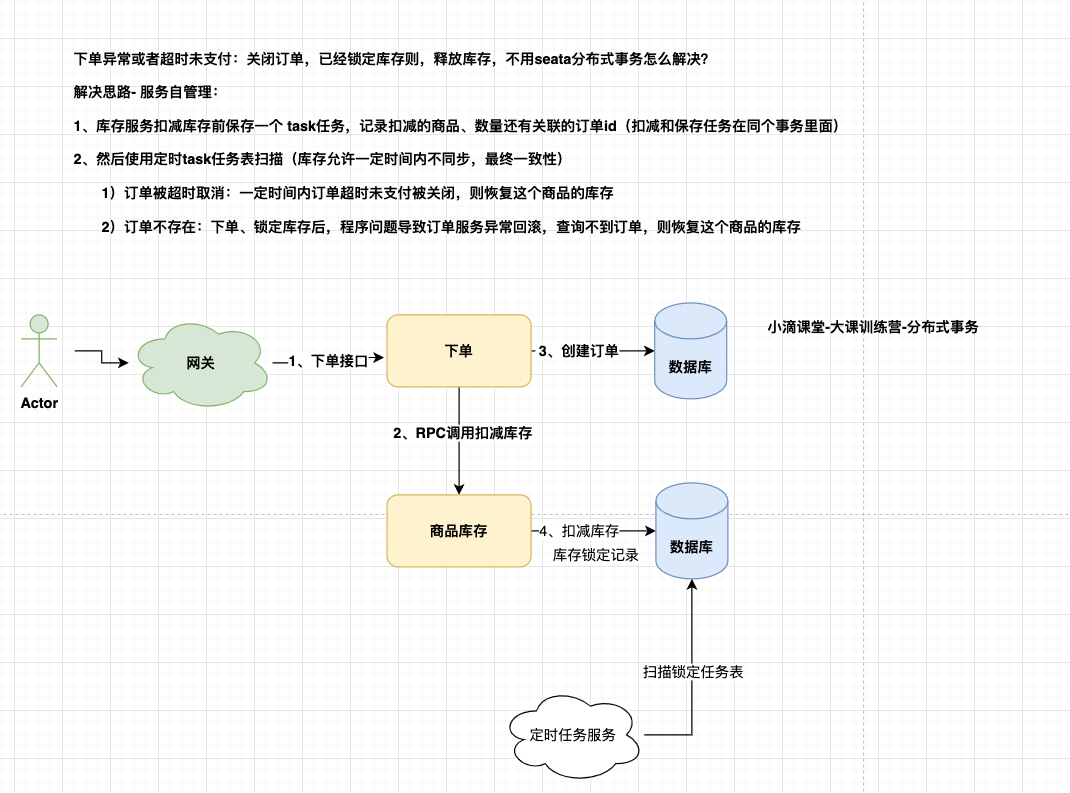 下单异常或者超时未支付：关闭订单，已经锁定库存则，释放库存，不用seata分布式事务怎么解决?
解决思路- 服务自管理：
1、库存服务扣减库存前保存一个 task任务，记录扣减的商品、数量还有关联的订单id（扣减和保存任务在同个事务里面）
2、然后使用定时task任务表扫描（库存允许一定时间内不同步，最终一致性）
1）订单被超时取消：一定时间内订单超时未支付被关闭，则恢复这个商品的库存
2）订单不存在：下单、锁定库存后，程序问题导致订单服务异常回滚，查询不到订单，则恢复这个商品的库存
小滴课堂-大课训练营-分布式事务
Actor
网关
1、下单接口
下单
3、创建订单
数据库
2、RPC调用扣减库存
商品库存
4、扣减库存
库存锁定记录
数据库
扫描锁定任务表
定时任务服务